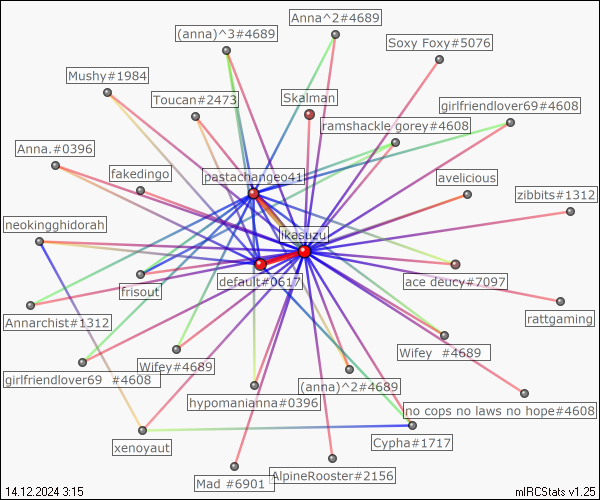 Anna^2#4689
(anna)^3#4689
Soxy Foxy#5076
Mushy#1984
Toucan#2473
Skalman
girlfriendlover69#4608
ramshackle gorey#4608
Anna.#0396
fakedingo
pastachangeo41
avelicious
zibbits#1312
neokingghidorah
ikasuzu
default#0617
ace deucy#7097
frisout
Annarchist#1312
rattgaming
Wifey #4689
Wifey#4689
girlfriendlover69 #4608
(anna)^2#4689
hypomanianna#0396
no cops no laws no hope#4608
xenoyaut
Cypha#1717
Mad #6901
AlpineRooster#2156
14.12.2024 3:15
mIRCStats v1.25